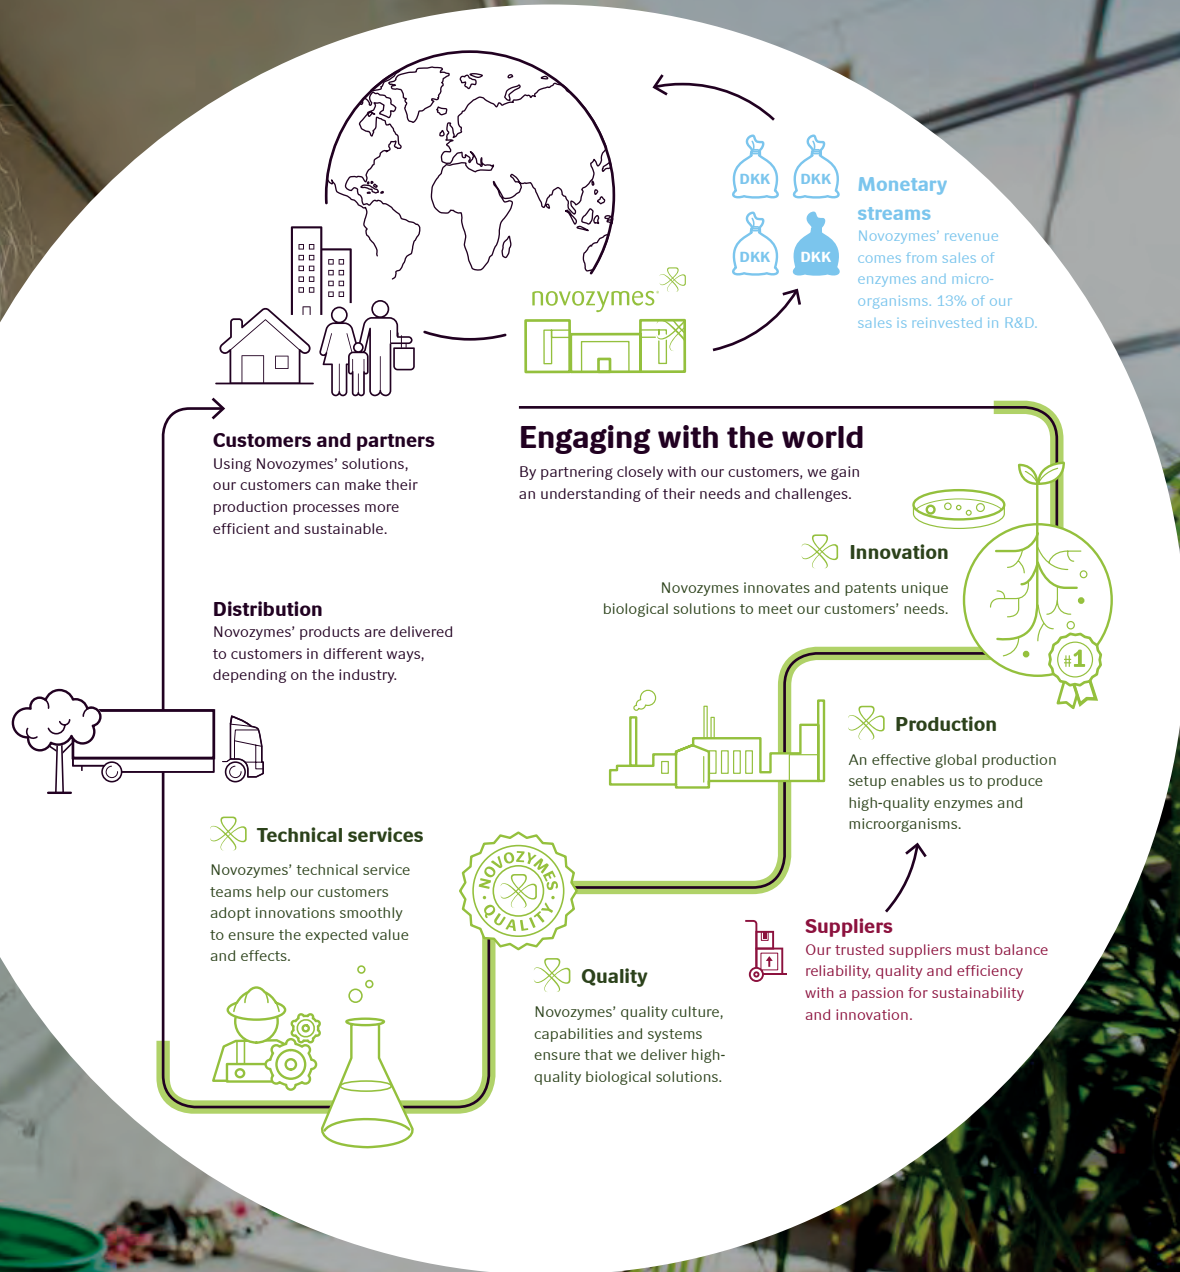 DKK
DKK
DKK
DKK
Monetary
streams
Novozymes’ revenue
comes from sales of
enzymes and micro-
organisms. 13% of our
sales is reinvested in R&D.
novozymes
Customers and partners
Using Novozymes’ solutions,
our customers can make their
production processes more
efficient and sustainable.
Engaging with the world
By partnering closely with our customers, we gain
an understanding of their needs and challenges.
Innovation
Novozymes innovates and patents unique
biological solutions to meet our customers’ needs.
#1
Distribution
Novozymes’ products are delivered
to customers in different ways,
depending on the industry.
Production
An effective global production
setup enables us to produce
high-quality enzymes and
microorganisms.
Technical services
Novozymes’ technical service
teams help our customers
adopt innovations smoothly
to ensure the expected value
and effects.
NOVOZYMES
• QUALITY •
Suppliers
Our trusted suppliers must balance
reliability, quality and efficiency
with a passion for sustainability
and innovation.
Quality
Novozymes’ quality culture,
capabilities and systems
ensure that we deliver high-
quality biological solutions.